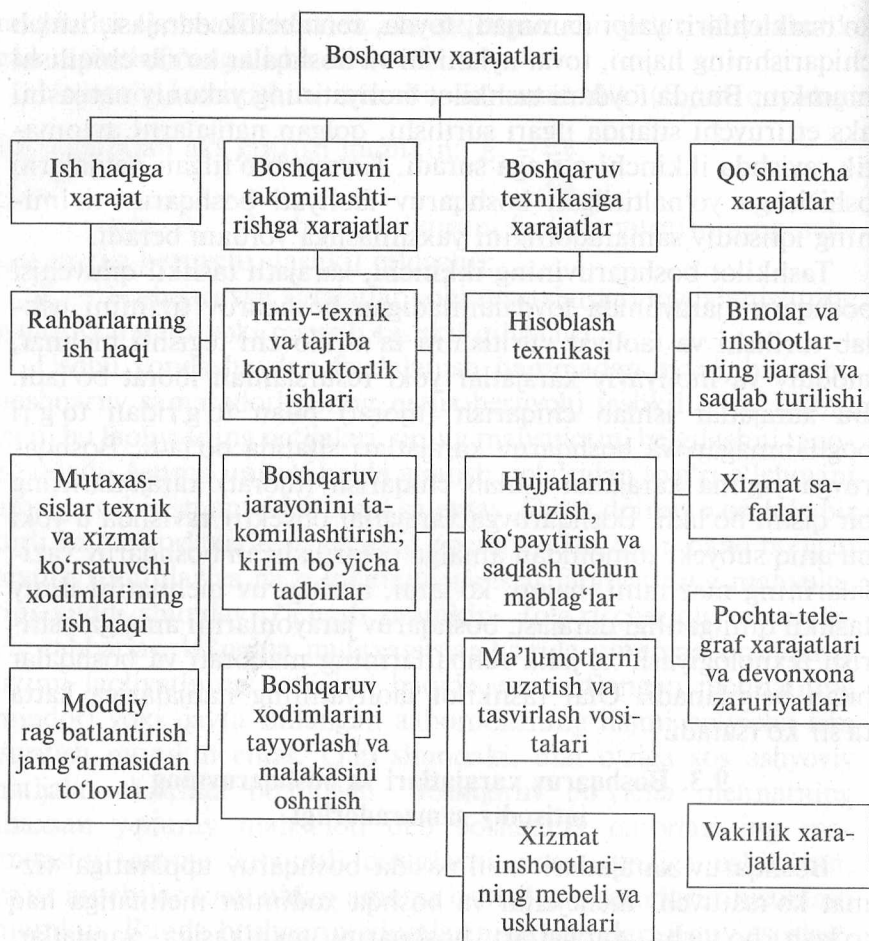 Boshqaruv xarajatlari
Ish haqiga
xarajat
Boshqaruvni
takomillashti-
rishga xarajatlar
Boshqaruv
texnikasiga
xarajatlar
Qo‘shimcha
xarajatlar
Rahbarlarning
ish haqi
Ilmiy-texnik
va tajriba
konstruktorlik
ishlari
Hisoblash
texnikasi
Binolar va
inshootlar-
ning ijarasi va
saqlab turilishi
Mutaxas-
sislar texnik
va xizmat
ko‘rsatuvchi
xodimlarining
ish haqi
Boshqaruv
jarayonini ta-
komillashtirish;
kirim bo‘yicha
tadbirlar
Hujjatlarni
tuzish,
ko‘paytirish va
saqlash uchun
mablag‘lar
Xizmat sa-
farlari
Pochta-tele-
graf xarajatlari
va devonxona
zaruriyatlari
Moddiy
rag‘batlantirish
jamg‘armasidan
to‘lovlar
Boshqaruv
xodimlarini
tayyorlash va
malakasini
oshirish
Ma’lumotlarni
uzatish va
tasvirlash vosi-
talari
Xizmat
inshootlari-
ning mebeli va
uskunalari
Vakillik xara-
jatlari